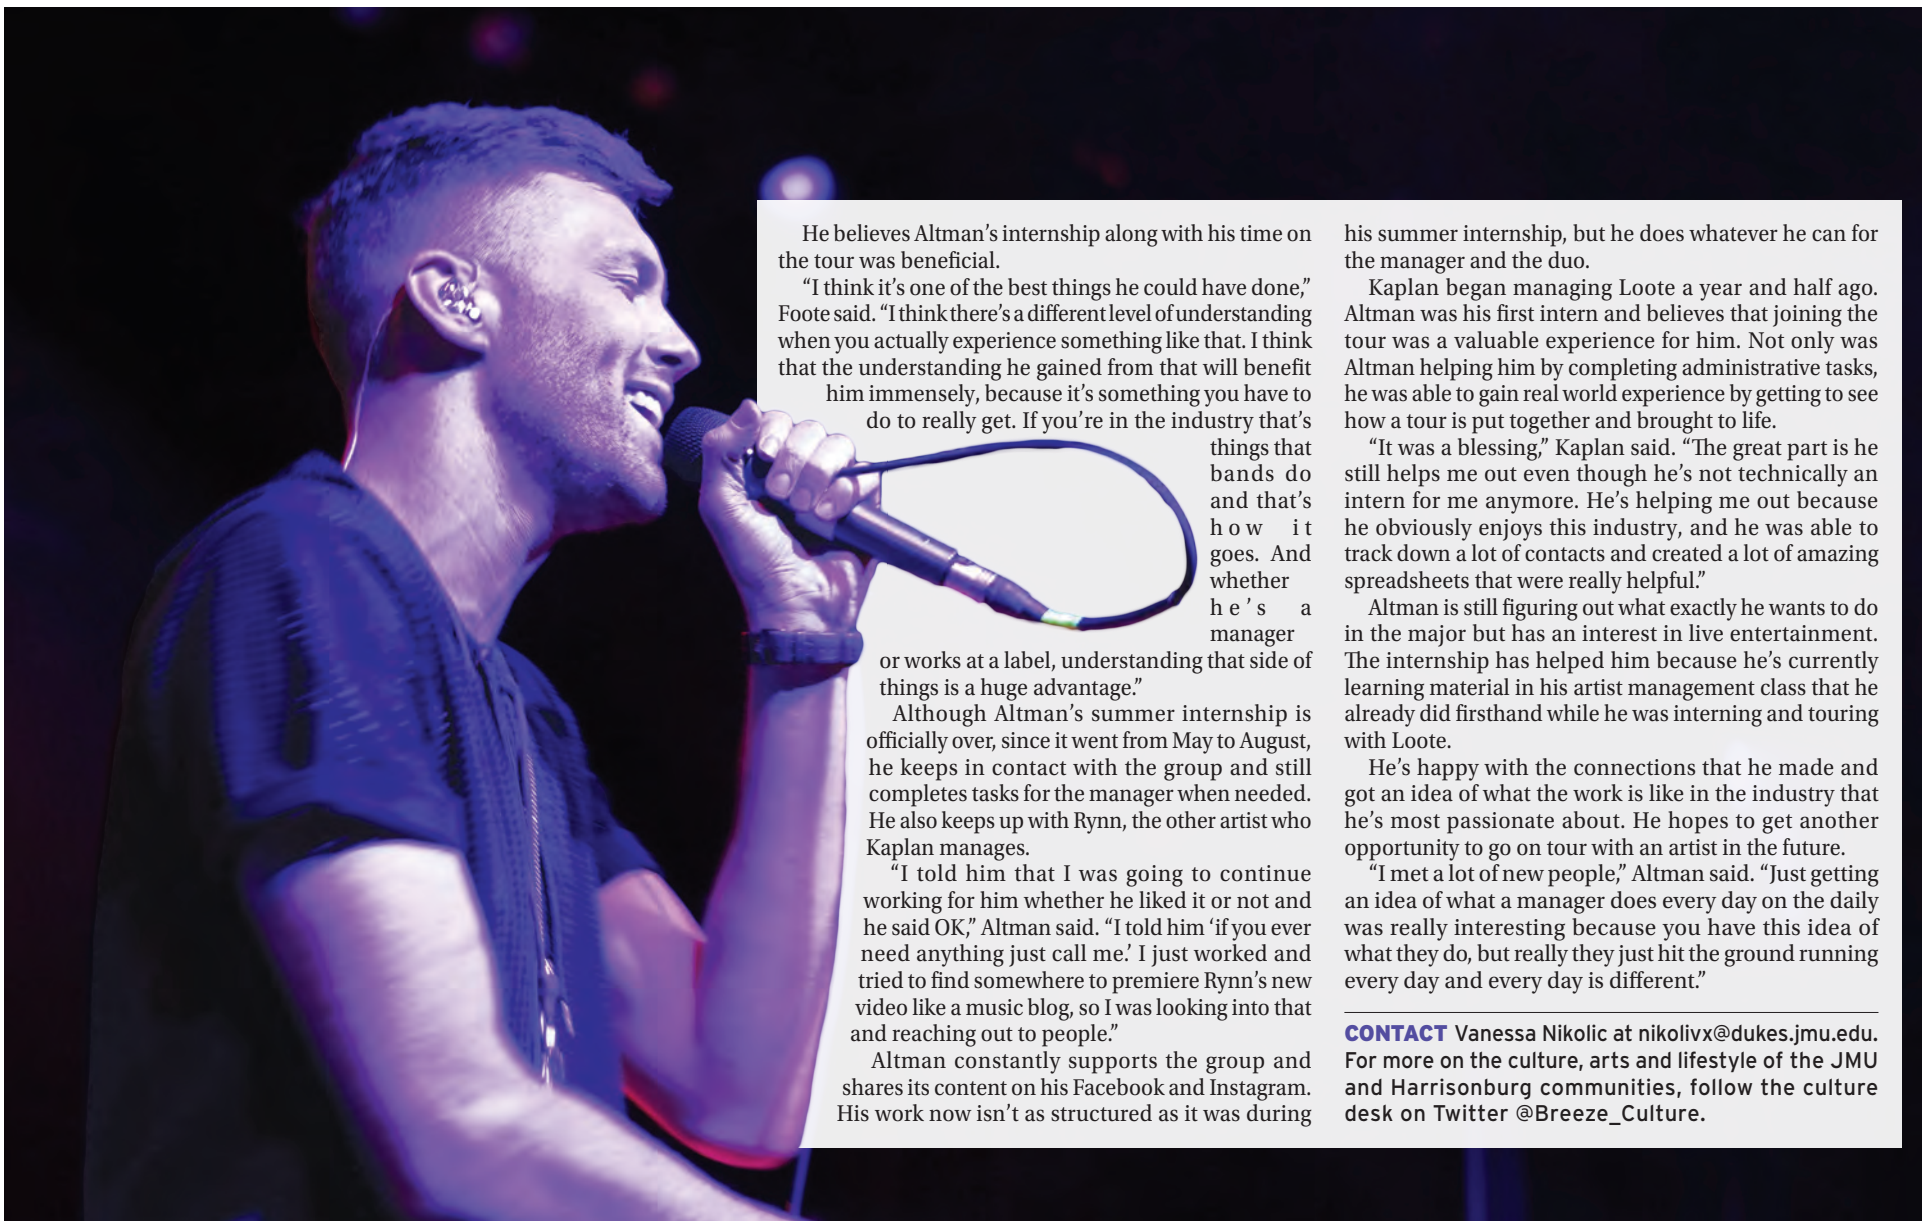 He believes Altman’s internship along with his time on
the tour was beneficial.
“I think it’s one of the best things he could have done,”
Foote said. “I think there’s a different level of understanding
when you actually experience something like that. I think
that the understanding he gained from that will benefit
him immensely, because it’s something you have to
do to really get. If you’re in the industry that’s
things that
bands do
and that’s
how it
goes. And
whether
he’s a
manager
or works at a label, understanding that side of
things is a huge advantage.”
Although Altman’s summer internship is
officially over, since it went from May to August,
he keeps in contact with the group and still
completes tasks for the manager when needed.
He also keeps up with Rynn, the other artist who
Kaplan manages.
“I told him that I was going to continue
working for him whether he liked it or not and
he said OK,” Altman said. “I told him ‘if you ever
need anything just call me.’ I just worked and
tried to find somewhere to premiere Rynn’s new
video like a music blog, so I was looking into that
and reaching out to people.”
Altman constantly supports the group and
shares its content on his Facebook and Instagram.
His work now isn’t as structured as it was during
his summer internship, but he does whatever he can for
the manager and the duo.
Kaplan began managing Loote a year and half ago.
Altman was his first intern and believes that joining the
tour was a valuable experience for him. Not only was
Altman helping him by completing administrative tasks,
he was able to gain real world experience by getting to see
how a tour is put together and brought to life.
“It was a blessing,” Kaplan said. “The great part is he
still helps me out even though he’s not technically an
intern for me anymore. He’s helping me out because
he obviously enjoys this industry, and he was able to
track down a lot of contacts and created a lot of amazing
spreadsheets that were really helpful.”
Altman is still figuring out what exactly he wants to do
in the major but has an interest in live entertainment.
The internship has helped him because he’s currently
learning material in his artist management class that he
already did firsthand while he was interning and touring
with Loote.
He’s happy with the connections that he made and
got an idea of what the work is like in the industry that
he’s most passionate about. He hopes to get another
opportunity to go on tour with an artist in the future.
“I met a lot of new people,” Altman said. “Just getting
an idea of what a manager does every day on the daily
was really interesting because you have this idea of
what they do, but really they just hit the ground running
every day and every day is different.”
CONTACT Vanessa Nikolic at nikolivx@dukes.jmu.edu.
For more on the culture, arts and lifestyle of the JMU
and Harrisonburg communities, follow the culture
desk on Twitter @Breeze_Culture.